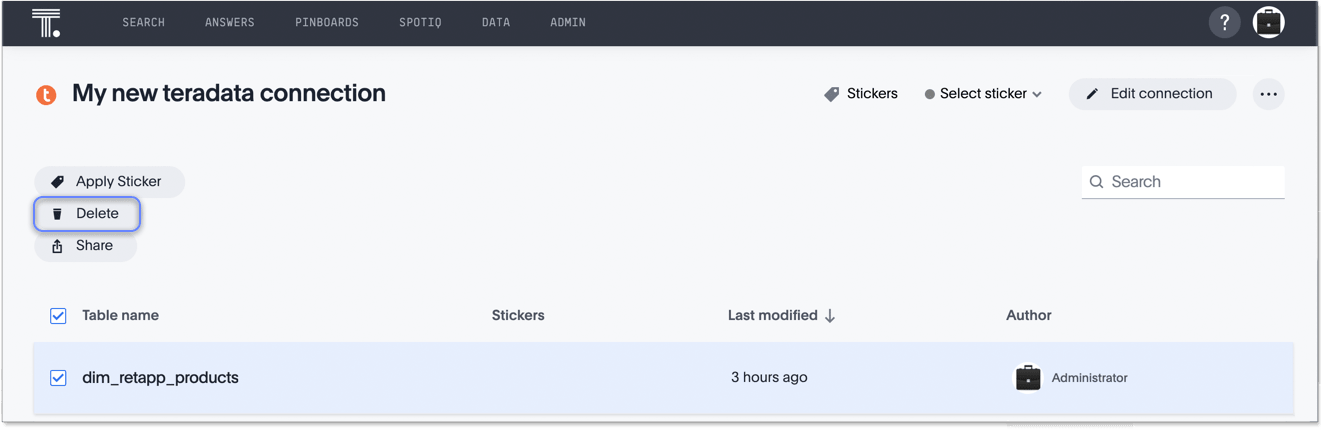 SEARCH ANSWERS PINBOARDS SPOTIQ DATA ADMIN ?
t My new teradata connection Stickers Select sticker Edit connection ...
Apply Sticker Search
Delete
Share
Table name Stickers Last modified Author
dim_retapp_products 3 hours ago Administrator